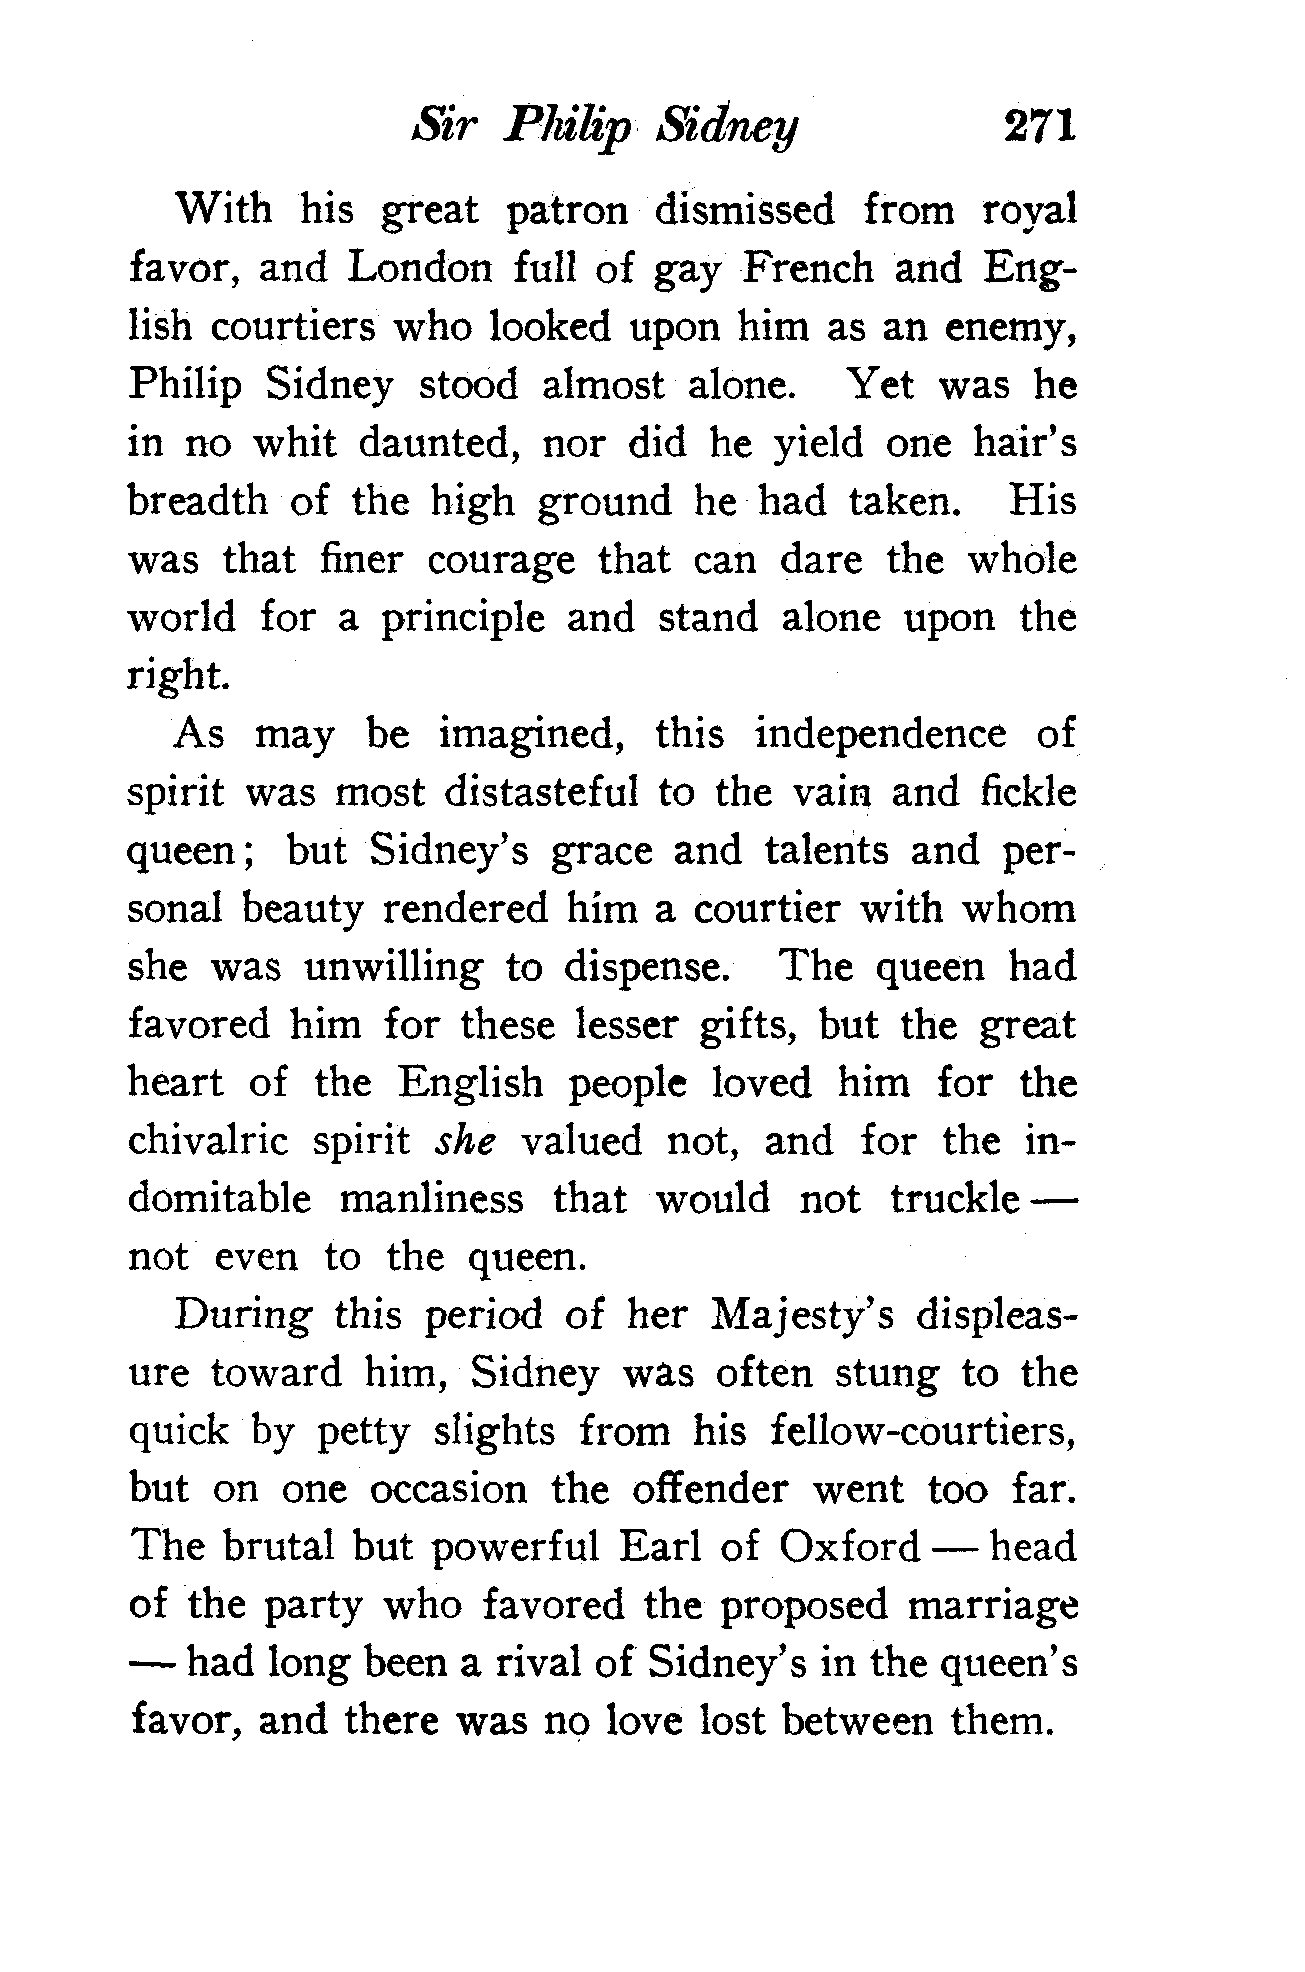 Sir Philip Sidney 271
With his great patron dismissed from royal
favor, and London full of gay French and Eng-
lish courtiers who looked upon him as an enemy,
Philip Sidney stood almost alone. Yet was he
in no whit daunted, nor did he yield one hair's
breadth of the high ground he had taken. His
was that finer courage that can dare the whole
world for a principle and stand alone upon the
right.
As may be imagined, this independence of
spirit was most distasteful to the vain and fickle
queen; but Sidney's grace and talents and per-
sonal beauty rendered him a courtier with whom
she was unwilling to dispense. The queen had
favored him for these lesser gifts, but the great
heart of the English people loved him for the
chivalric spirit she valued not, and for the in-
domitable manliness that would not truckle —
not even to the queen.
During this period of her Majesty's displeas-
ure toward him, Sidney was often stung to the
quick by petty slights from his fellow-courtiers,
but on one occasion the offender went too far.
The brutal but powerful Earl of Oxford — head
of the party who favored the proposed marriage
— had long been a rival of Sidney's in the queen's
favor, and there was no love lost between them.